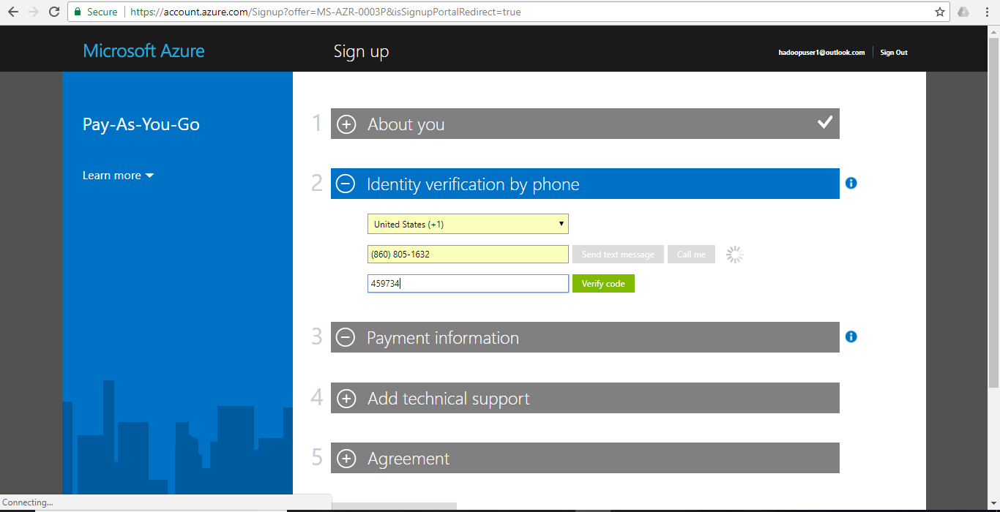 Secure https://account.azure.com/Signup?offer=MS-AZR-0003P&isSignupPortalRedirect=true
Microsoft Azure Sign up hadoopuser1@outlook.com Sign Out
Pay-As-You-Go
Learn more
1 About you
2 Identity verification by phone
United States (+1)
(860) 805-1632 Send text message Call me
459734 Verify code
3 Payment information
4 Add technical support
5 Agreement
Connecting...